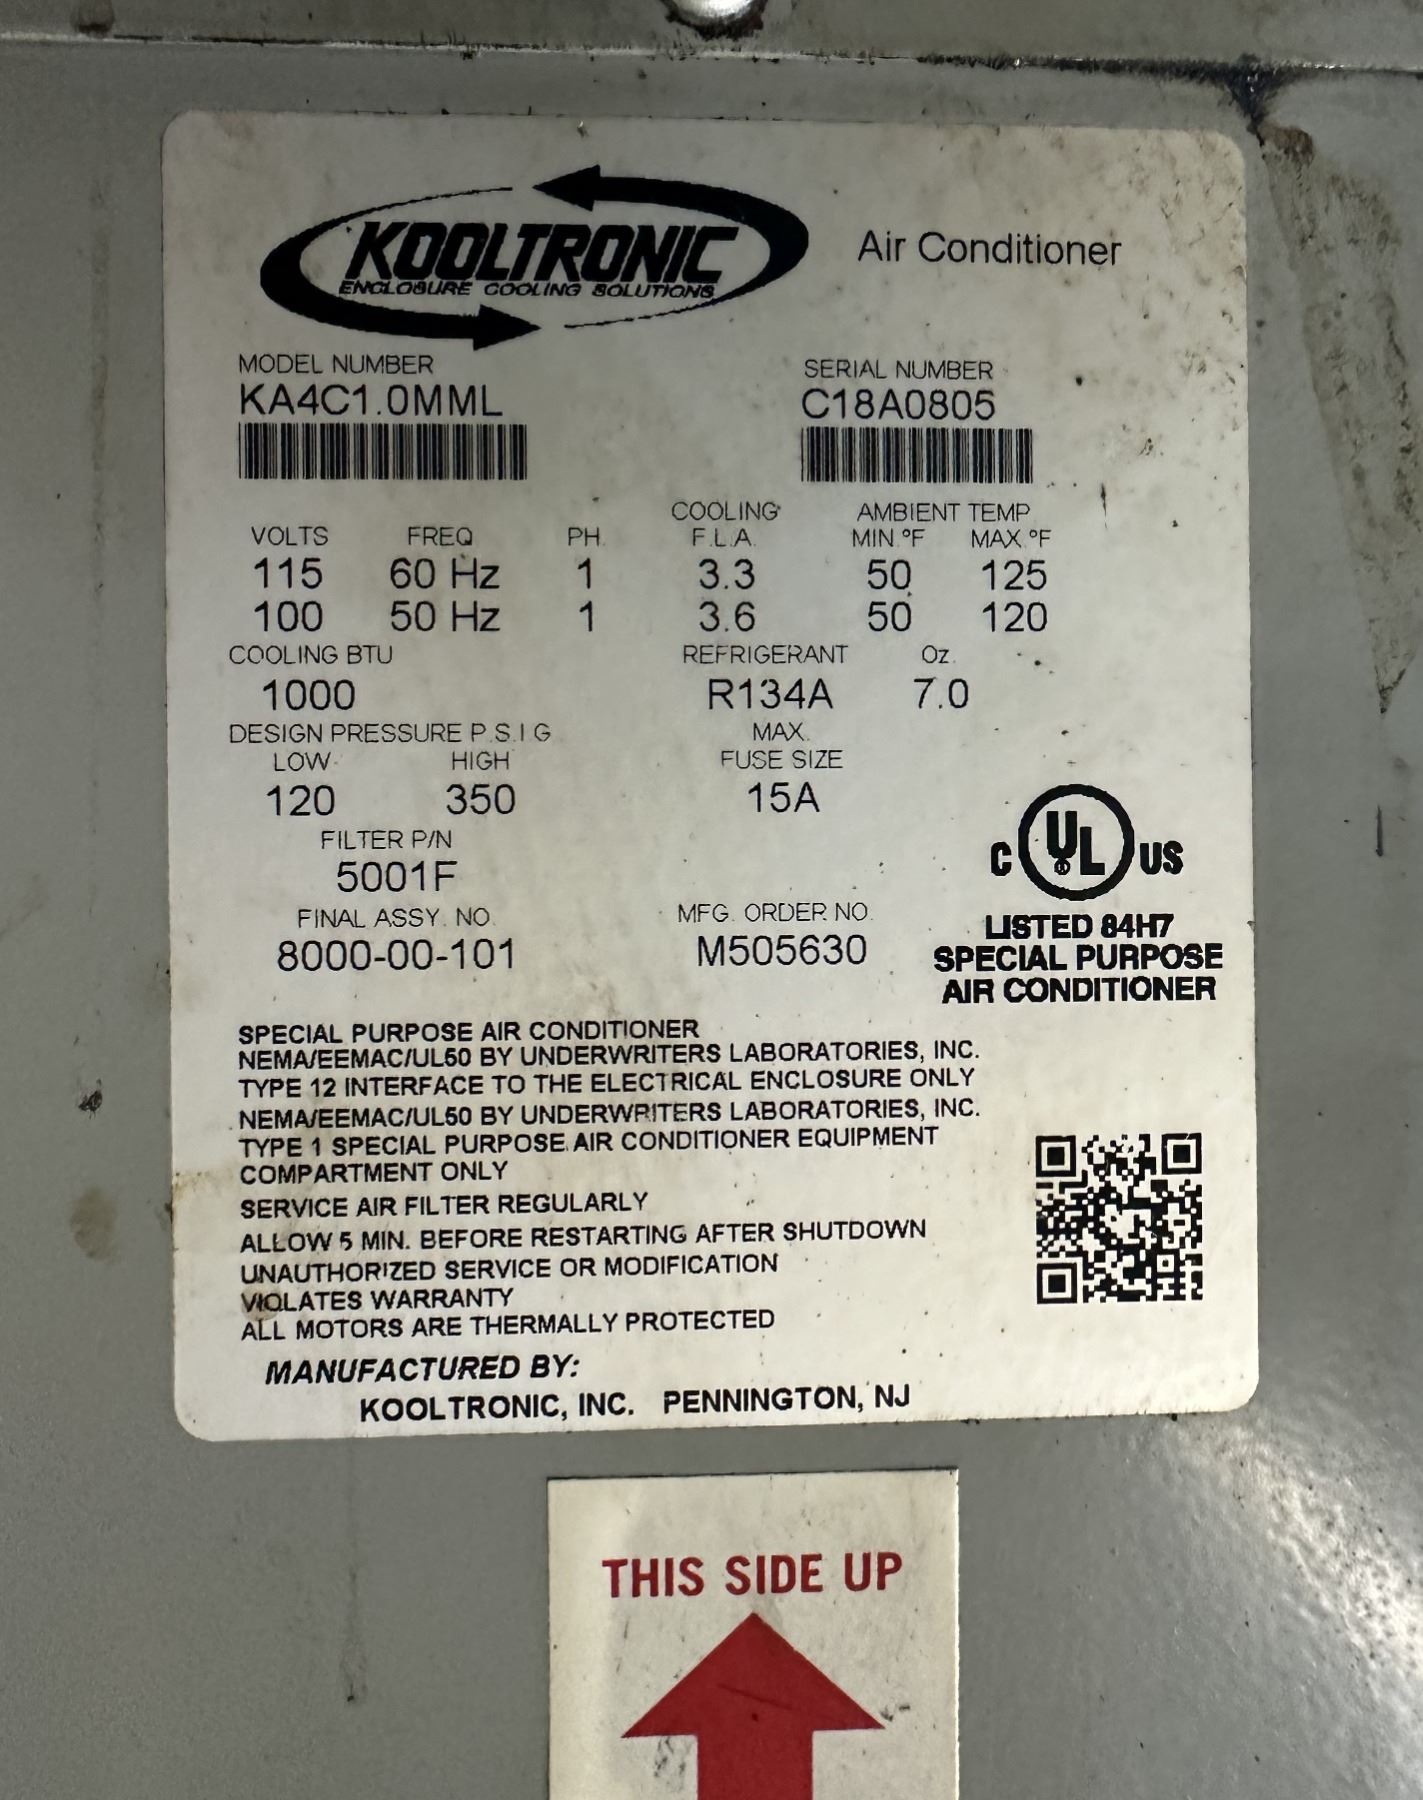 KOOLTRONIC
ENCLOSURE COOLING SOLUTIONS
Air Conditioner
MODEL NUMBER SERIAL NUMBER
KA4C1.0MML C18A0805
COOLING AMBIENT TEMP
VOLTS FREQ PH. F.L.A. MIN.°F MAX.°F
115 60 Hz 1 3.3 50 125
100 50 Hz 1 3.6 50 120
COOLING BTU REFRIGERANT Oz.
1000 R134A 7.0
DESIGN PRESSURE P.S.I.G MAX.
LOW HIGH FUSE SIZE
120 350 15A
FILTER P/N
5001F
FINAL ASSY. NO. MFG. ORDER NO.
8000-00-101 M505630
C UL US
®
LISTED 84H7
SPECIAL PURPOSE
AIR CONDITIONER
SPECIAL PURPOSE AIR CONDITIONER
NEMA/EEMAC/UL50 BY UNDERWRITERS LABORATORIES, INC.
TYPE 12 INTERFACE TO THE ELECTRICAL ENCLOSURE ONLY
NEMA/EEMAC/UL50 BY UNDERWRITERS LABORATORIES, INC.
TYPE 1 SPECIAL PURPOSE AIR CONDITIONER EQUIPMENT
COMPARTMENT ONLY
SERVICE AIR FILTER REGULARLY
ALLOW 5 MIN. BEFORE RESTARTING AFTER SHUTDOWN
UNAUTHORIZED SERVICE OR MODIFICATION
VIOLATES WARRANTY
ALL MOTORS ARE THERMALLY PROTECTED
MANUFACTURED BY:
KOOLTRONIC, INC. PENNINGTON, NJ
THIS SIDE UP